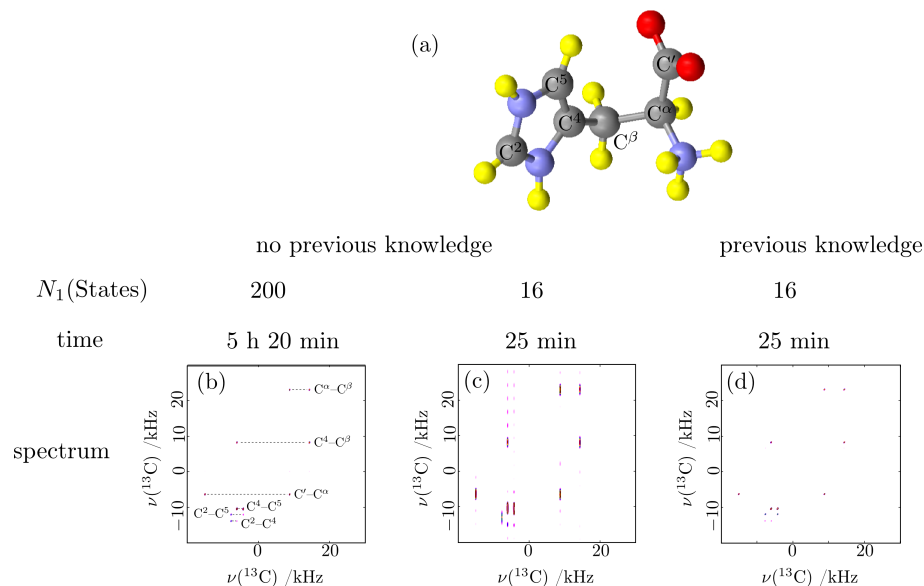 (a)
C⁵
C′
C⁴
Cᵅ
C²
Cᵝ
no previous knowledge previous knowledge
N₁(States) 200 16 16
time 5 h 20 min 25 min 25 min
spectrum
(b)
Cᵅ–Cᵝ
C⁴–Cᵝ
C′–Cᵅ
C⁴–C⁵
C²–C⁵
C²–C⁴
ν(¹³C) /kHz
20
10
0
−10
0 20
ν(¹³C) /kHz
(c)
ν(¹³C) /kHz
20
10
0
−10
0 20
ν(¹³C) /kHz
(d)
ν(¹³C) /kHz
20
10
0
−10
0 20
ν(¹³C) /kHz